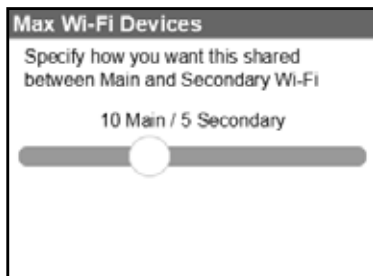 Max Wi-Fi Devices
Specify how you want this shared
between Main and Secondary Wi-Fi
10 Main / 5 Secondary